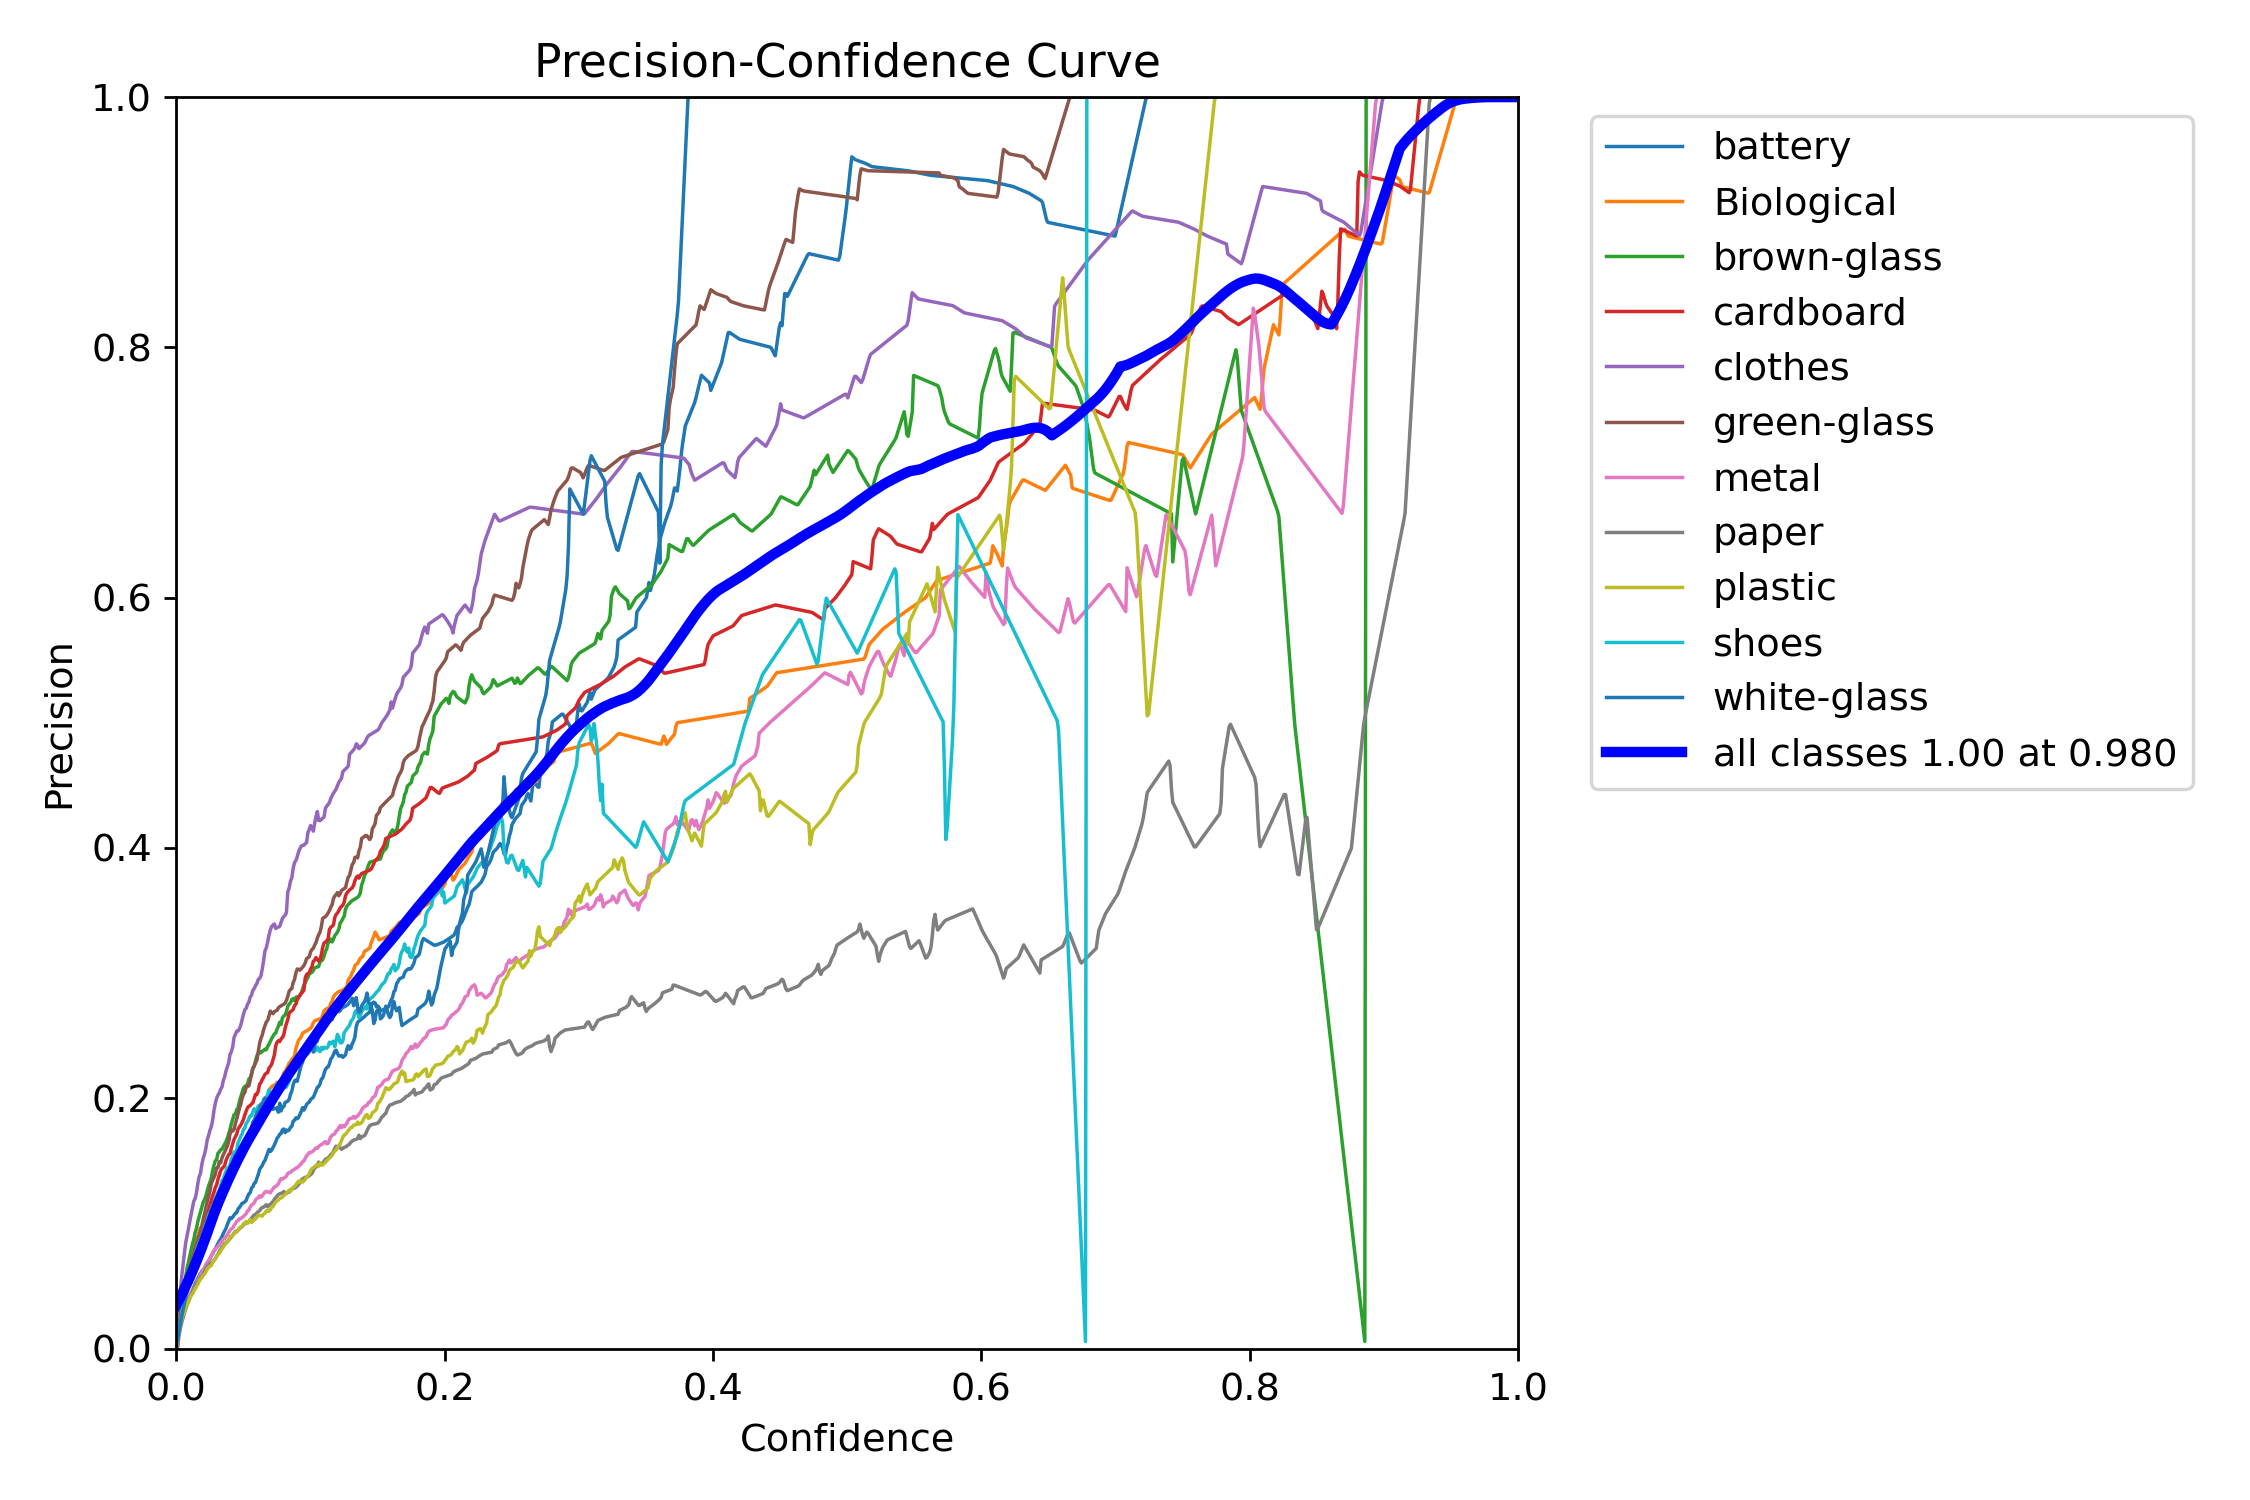 Precision-Confidence Curve
1.0
0.8
0.6
0.4
0.2
0.0
Precision
0.0 0.2 0.4 0.6 0.8 1.0
Confidence
battery
Biological
brown-glass
cardboard
clothes
green-glass
metal
paper
plastic
shoes
white-glass
all classes 1.00 at 0.980